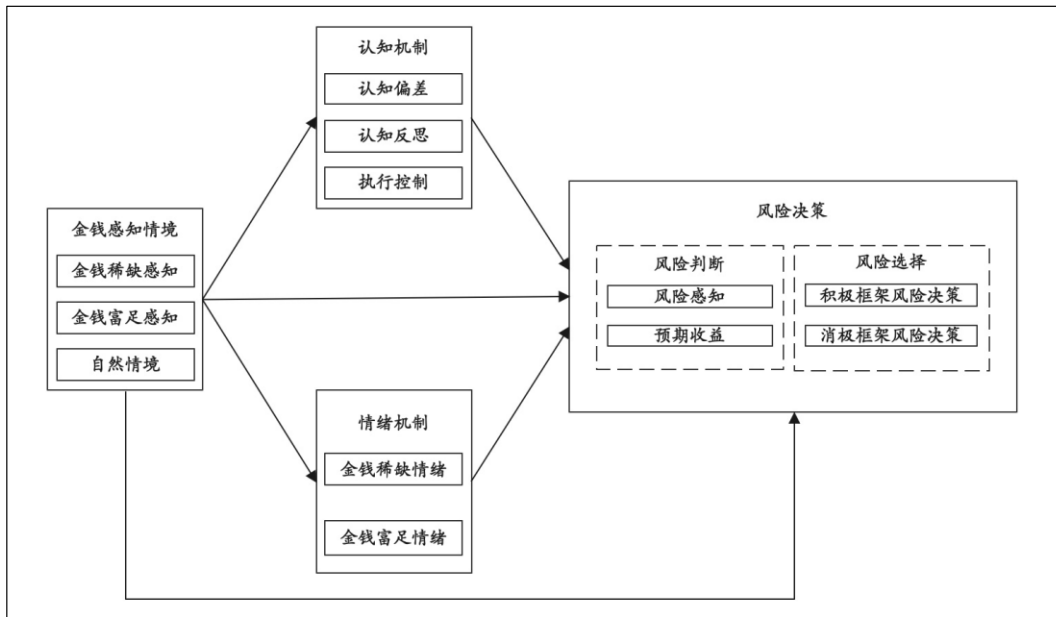 认知机制
认知偏差
认知反思
执行控制
金钱感知情境
金钱稀缺感知
金钱富足感知
自然情境
情绪机制
金钱稀缺情绪
金钱富足情绪
风险决策
风险判断
风险感知
预期收益
风险选择
积极框架风险决策
消极框架风险决策